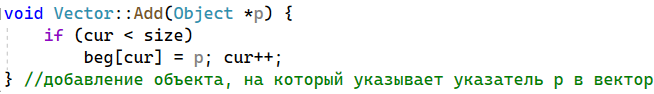 void Vector::Add(Object *p) {
    if (cur < size)
        beg[cur] = p; cur++;
} //добавление объекта, на который указывает указатель p в вектор